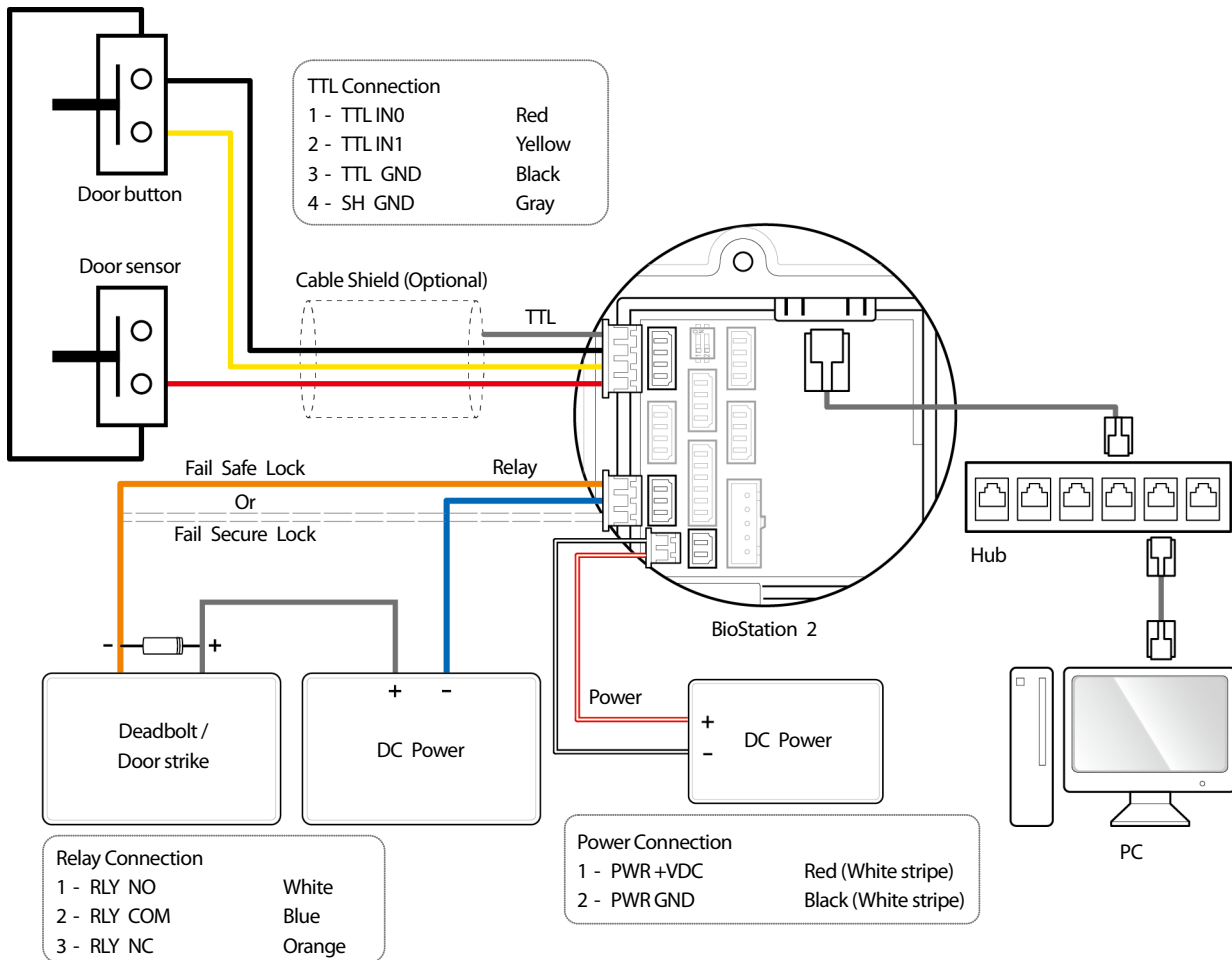 TTL Connection
1 - TTL IN0 Red
2 - TTL IN1 Yellow
3 - TTL GND Black
4 - SH GND Gray
Door button
Door sensor
Cable Shield (Optional)
TTL
Fail Safe Lock
Relay
Or
Fail Secure Lock
Hub
BioStation 2
- +
+ -
Power
Deadbolt /
Door strike
DC Power
+
-
DC Power
PC
Relay Connection
1 - RLY NO White
2 - RLY COM Blue
3 - RLY NC Orange
Power Connection
1 - PWR +VDC Red (White stripe)
2 - PWR GND Black (White stripe)